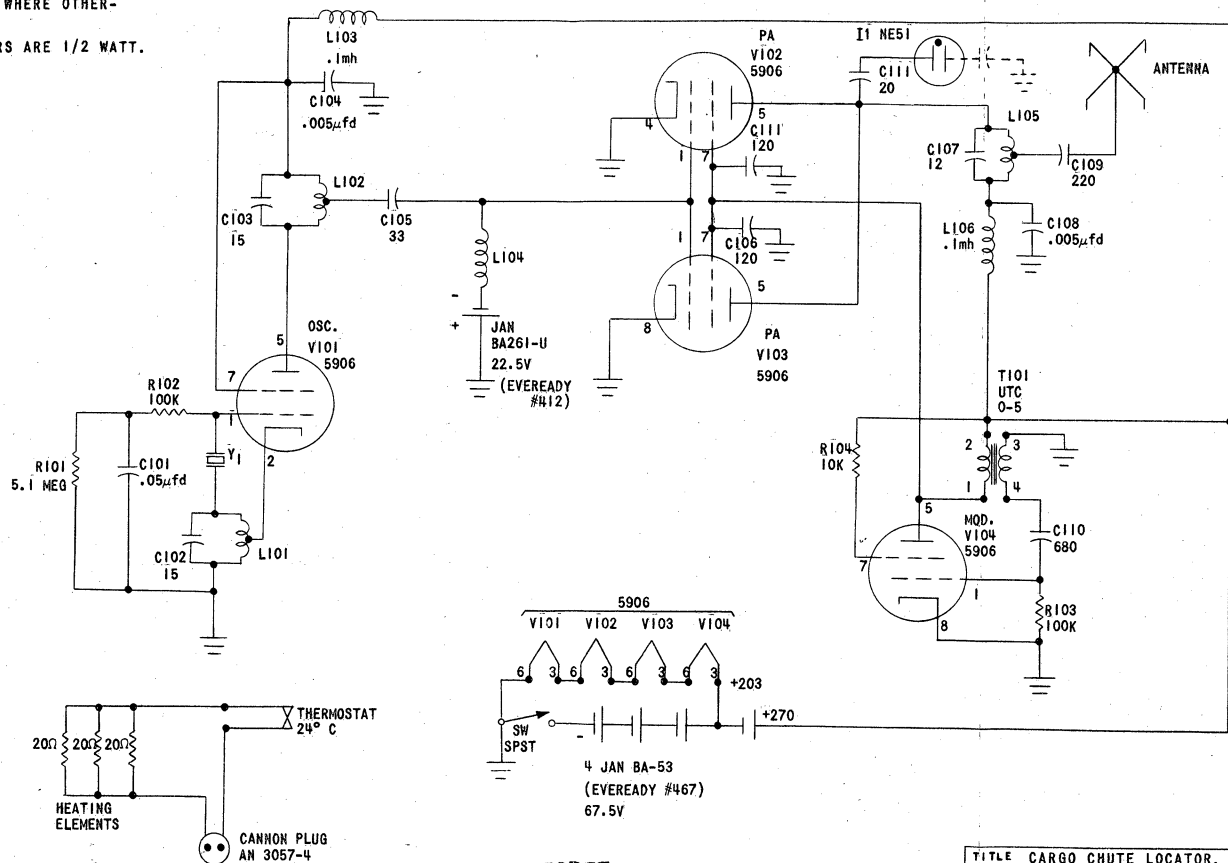 WHERE OTHER-
RS ARE 1/2 WATT.
L103
.1mh
C104
.005µfd
L102
C103
15
C105
33
L104
-
+
JAN
BA261-U
22.5V
(EVEREADY
#412)
OSC.
V101
5906
5
7
1
2
R102
100K
R101
5.1 MEG
C101
.05µfd
Y1
C102
15
L101
PA
V102
5906
4
1
7
5
C111
120
C106
120
1
7
5
8
PA
V103
5906
I1 NE51
C111
20
ANTENNA
L105
C107
12
C109
220
L106
.1mh
C108
.005µfd
T101
UTC
0-5
2
3
1
4
R104
10K
5
MOD.
V104
5906
7
1
8
C110
680
R103
100K
5906
V101 V102 V103 V104
6 3 6 3 6 3 6 3
+203
+270
SW
SPST
-
4 JAN BA-53
(EVEREADY #467)
67.5V
THERMOSTAT
24° C
20Ω 20Ω 20Ω
HEATING
ELEMENTS
CANNON PLUG
AN 3057-4
TITLE CARGO CHUTE LOCATOR